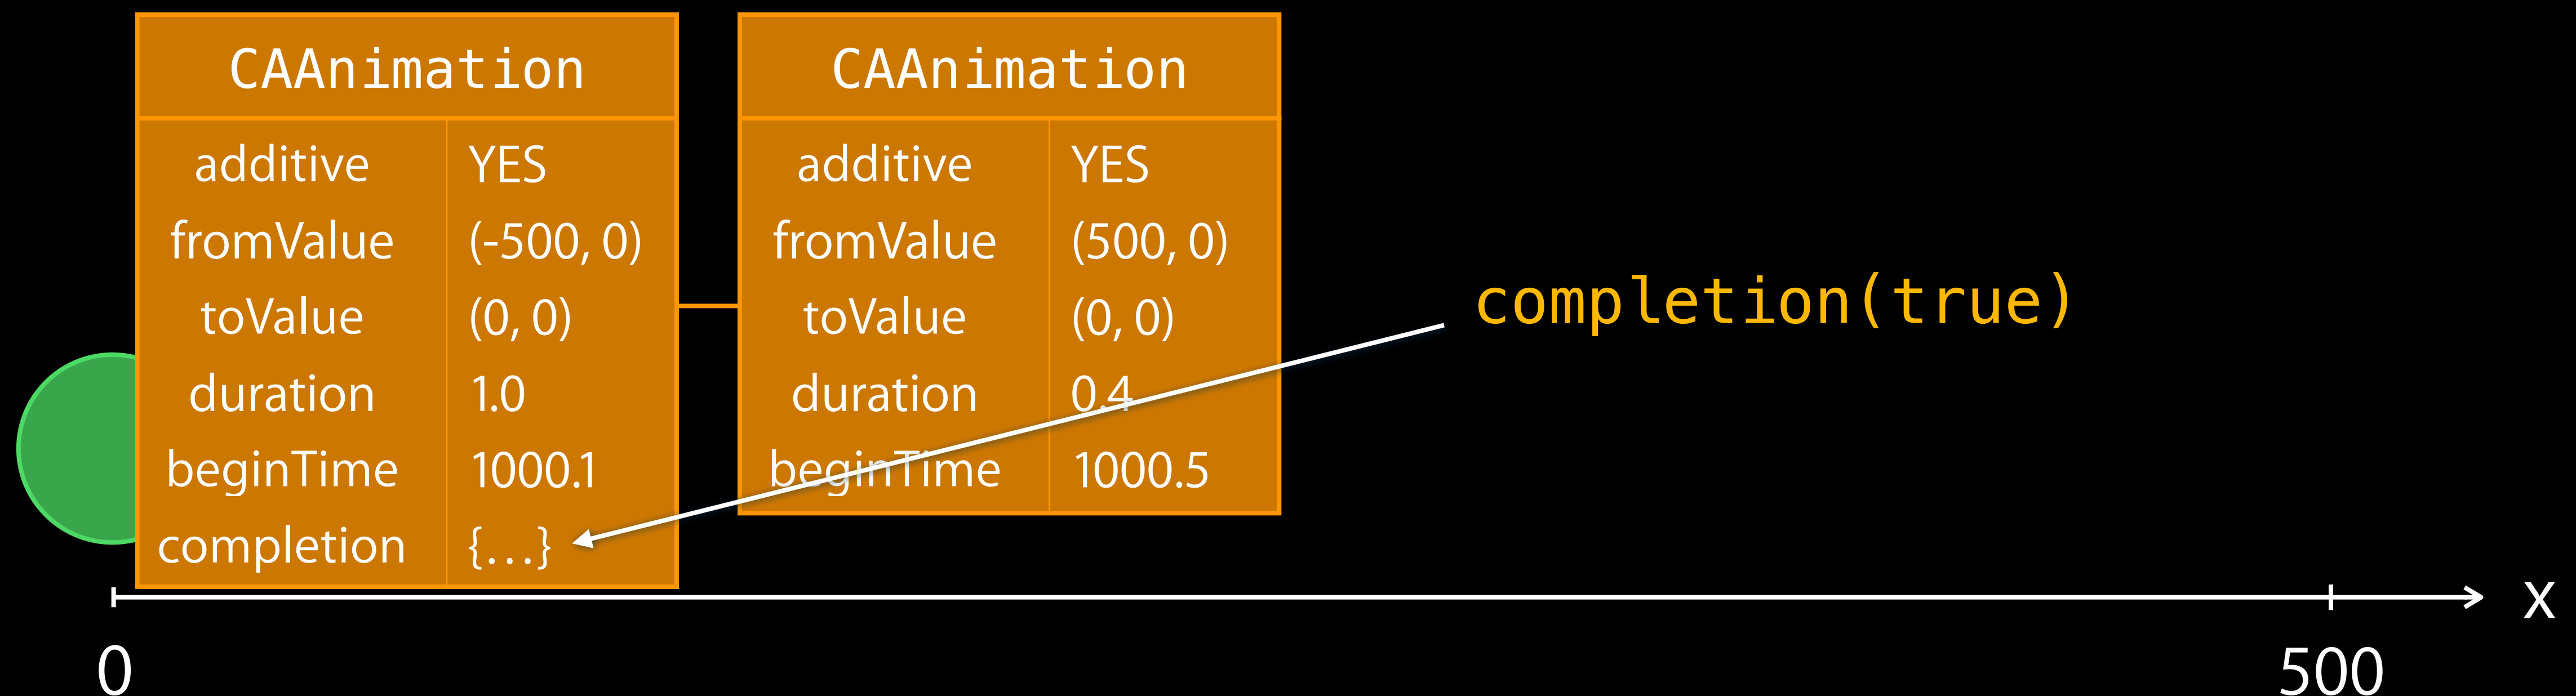 CAAnimation
additive YES
fromValue (-500, 0)
toValue (0, 0)
duration 1.0
beginTime 1000.1
completion {…}
CAAnimation
additive YES
fromValue (500, 0)
toValue (0, 0)
duration 0.4
beginTime 1000.5
completion(true)
x
0
500